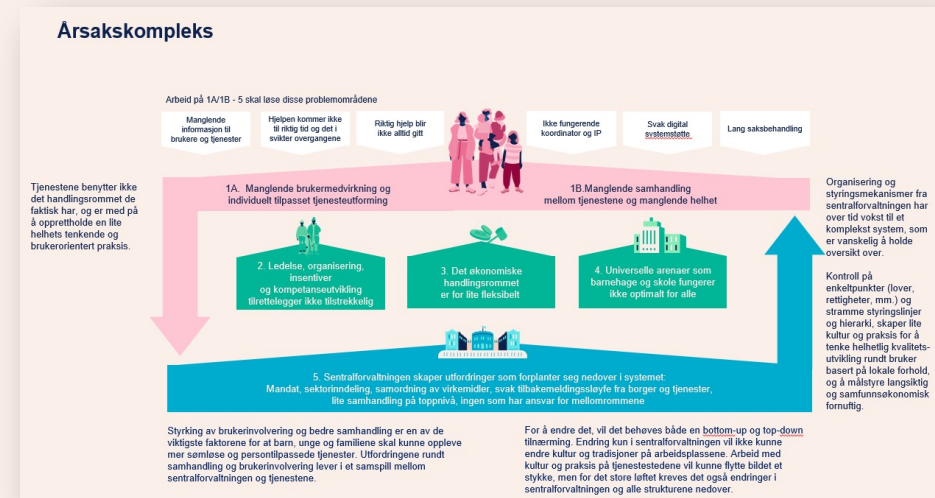 Årsakskompleks
Arbeid på 1A/1B - 5 skal løse disse problemområdene
Manglende
informasjon til
brukere og tjenester
Hjelpen kommer ikke
til riktig tid og det i
svikter overgangene
Riktig hjelp blir
ikke alltid gitt
Ikke fungerende
koordinator og IP
Svak digital
systemstøtte
Lang saksbehandling
Tjenestene benytter ikke
det handlingsrommet de
faktisk har, og er med på
å opprettholde en lite
helhets tenkende og
brukerorientert praksis.
1A. Manglende brukermedvirkning og
individuelt tilpasset tjenesteutforming
1B.Manglende samhandling
mellom tjenestene og manglende helhet
2. Ledelse, organisering,
insentiver
og kompetanseutvikling
tilrettelegger ikke tilstrekkelig
3. Det økonomiske
handlingsrommet
er for lite fleksibelt
4. Universelle arenaer som
barnehage og skole fungerer
ikke optimalt for alle
Organisering og
styringsmekanismer fra
sentralforvaltningen har
over tid vokst til et
komplekst system, som
er vanskelig å holde
oversikt over.
Kontroll på
enkeltpunkter (lover,
rettigheter, mm.) og
stramme styringslinjer
og hierarki, skaper lite
kultur og praksis for å
tenke helhetlig kvalitets-
utvikling rundt bruker
basert på lokale forhold,
og å målstyre langsiktig
og samfunnsøkonomisk
fornuftig.
5. Sentralforvaltningen skaper utfordringer som forplanter seg nedover i systemet:
Mandat, sektorinndeling, samordning av virkemidler, svak tilbakemeldingssløyfe fra borger og tjenester,
lite samhandling på toppnivå, ingen som har ansvar for mellomrommene
Styrking av brukerinvolvering og bedre samhandling er en av de
viktigste faktorene for at barn, unge og familiene skal kunne oppleve
mer sømløse og persontilpassede tjenester. Utfordringene rundt
samhandling og brukerinvolvering lever i et samspill mellom
sentralforvaltningen og tjenestene.
For å endre det, vil det behøves både en bottom-up og top-down
tilnærming. Endring kun i sentralforvaltningen vil ikke kunne
endre kultur og tradisjoner på arbeidsplassene. Arbeid med
kultur og praksis på tjenestestedene vil kunne flytte bildet et
stykke, men for det store løftet kreves det også endringer i
sentralforvaltningen og alle strukturene nedover.